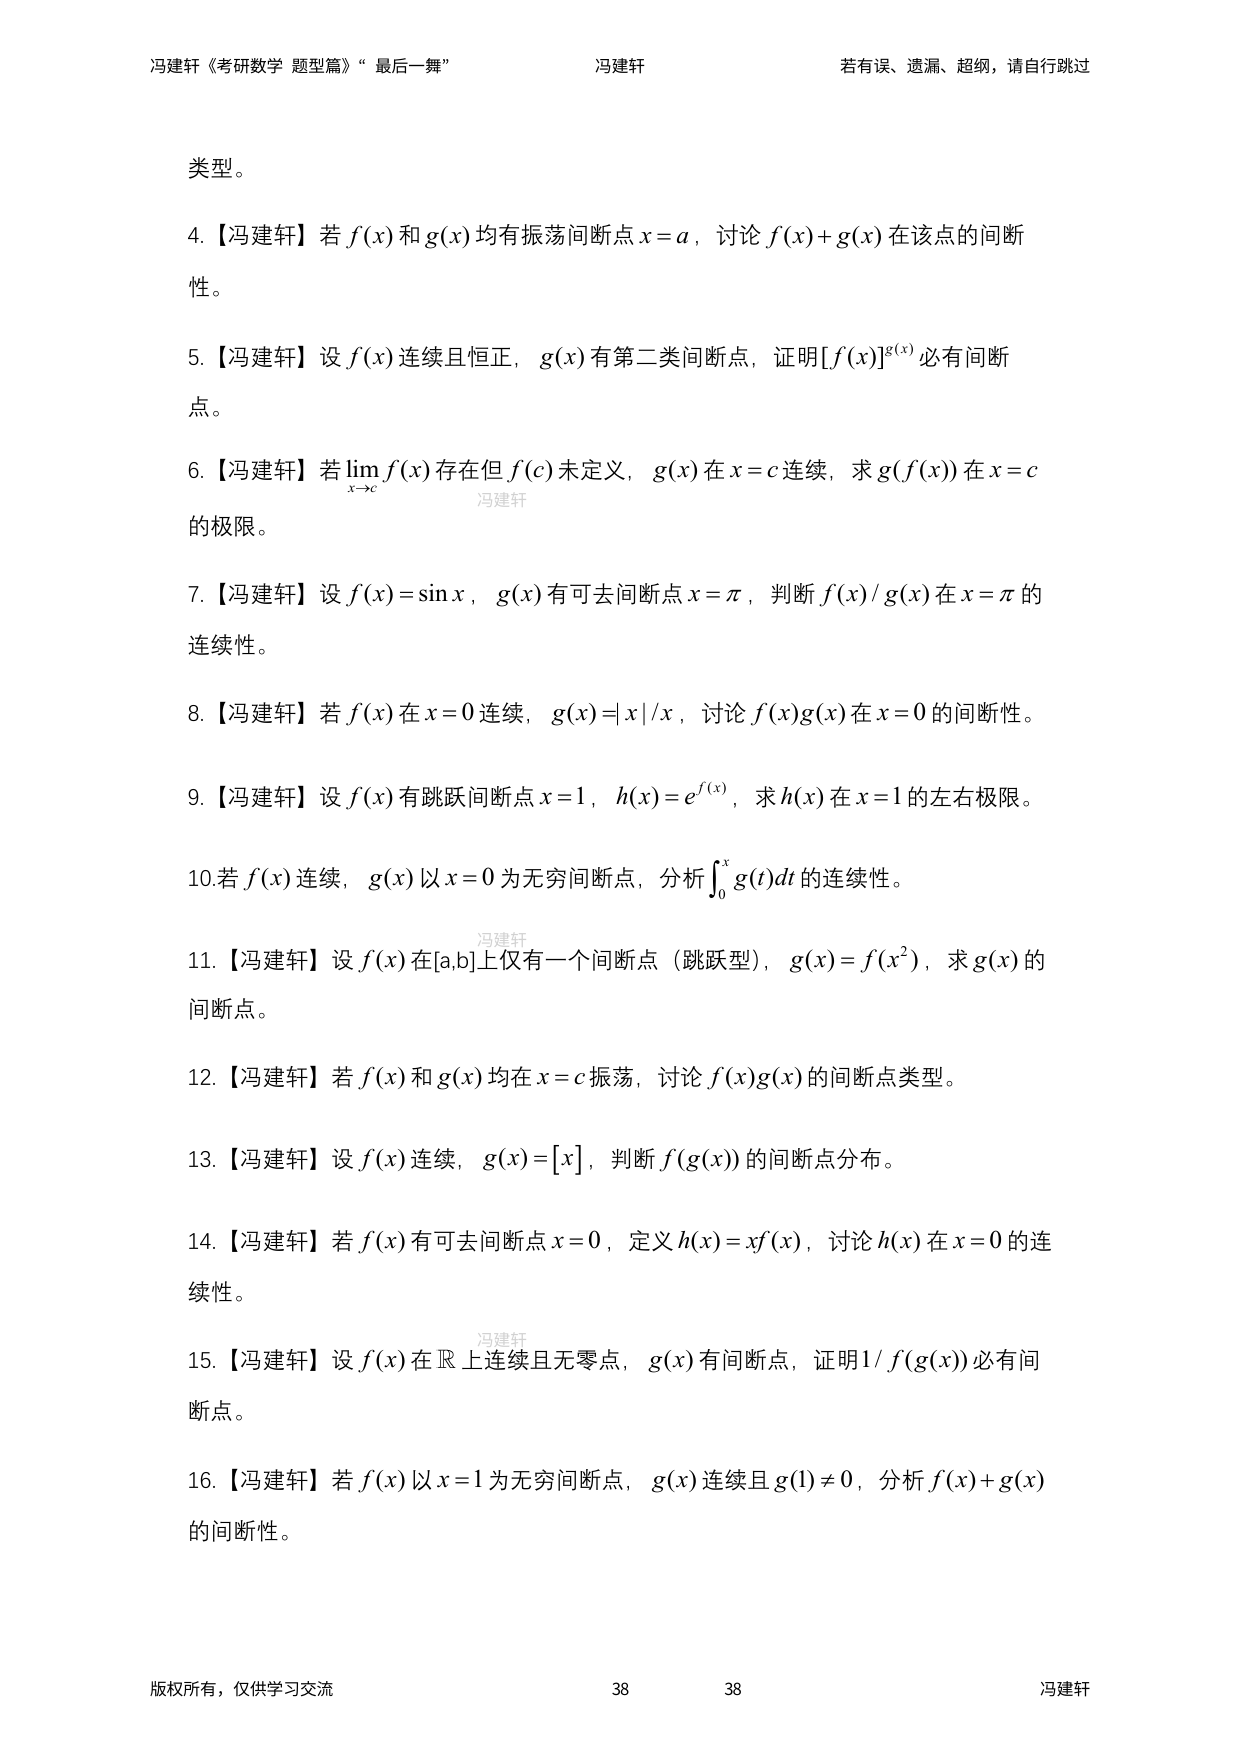 冯建轩《考研数学 题型篇》“ 最后一舞” 冯建轩 若有误、遗漏、超纲，请自行跳过
类型。
4.【冯建轩】若 f(x) 和 g(x) 均有振荡间断点 x = a，讨论 f(x)+g(x) 在该点的间断
性。
5.【冯建轩】设 f(x) 连续且恒正，g(x) 有第二类间断点，证明[f(x)]^{g(x)} 必有间断
点。
6.【冯建轩】若 lim_{x→c} f(x) 存在但 f(c) 未定义，g(x) 在 x = c 连续，求 g(f(x)) 在 x = c
冯建轩
的极限。
7.【冯建轩】设 f(x) = sin x，g(x) 有可去间断点 x = π，判断 f(x)/g(x) 在 x = π 的
连续性。
8.【冯建轩】若 f(x) 在 x = 0 连续，g(x) =| x | /x，讨论 f(x)g(x) 在 x = 0 的间断性。
9.【冯建轩】设 f(x) 有跳跃间断点 x = 1，h(x) = e^{f(x)}，求 h(x) 在 x = 1 的左右极限。
10.若 f(x) 连续，g(x) 以 x = 0 为无穷间断点，分析 ∫_0^x g(t)dt 的连续性。
冯建轩
11.【冯建轩】设 f(x) 在[a,b]上仅有一个间断点（跳跃型），g(x) = f(x²)，求 g(x) 的
间断点。
12.【冯建轩】若 f(x) 和 g(x) 均在 x = c 振荡，讨论 f(x)g(x) 的间断点类型。
13.【冯建轩】设 f(x) 连续，g(x) = [x]，判断 f(g(x)) 的间断点分布。
14.【冯建轩】若 f(x) 有可去间断点 x = 0，定义 h(x) = xf(x)，讨论 h(x) 在 x = 0 的连
续性。
冯建轩
15.【冯建轩】设 f(x) 在 ℝ 上连续且无零点，g(x) 有间断点，证明1/ f(g(x)) 必有间
断点。
16.【冯建轩】若 f(x) 以 x = 1 为无穷间断点，g(x) 连续且 g(1) ≠ 0，分析 f(x)+g(x)
的间断性。
版权所有，仅供学习交流 38 38 冯建轩